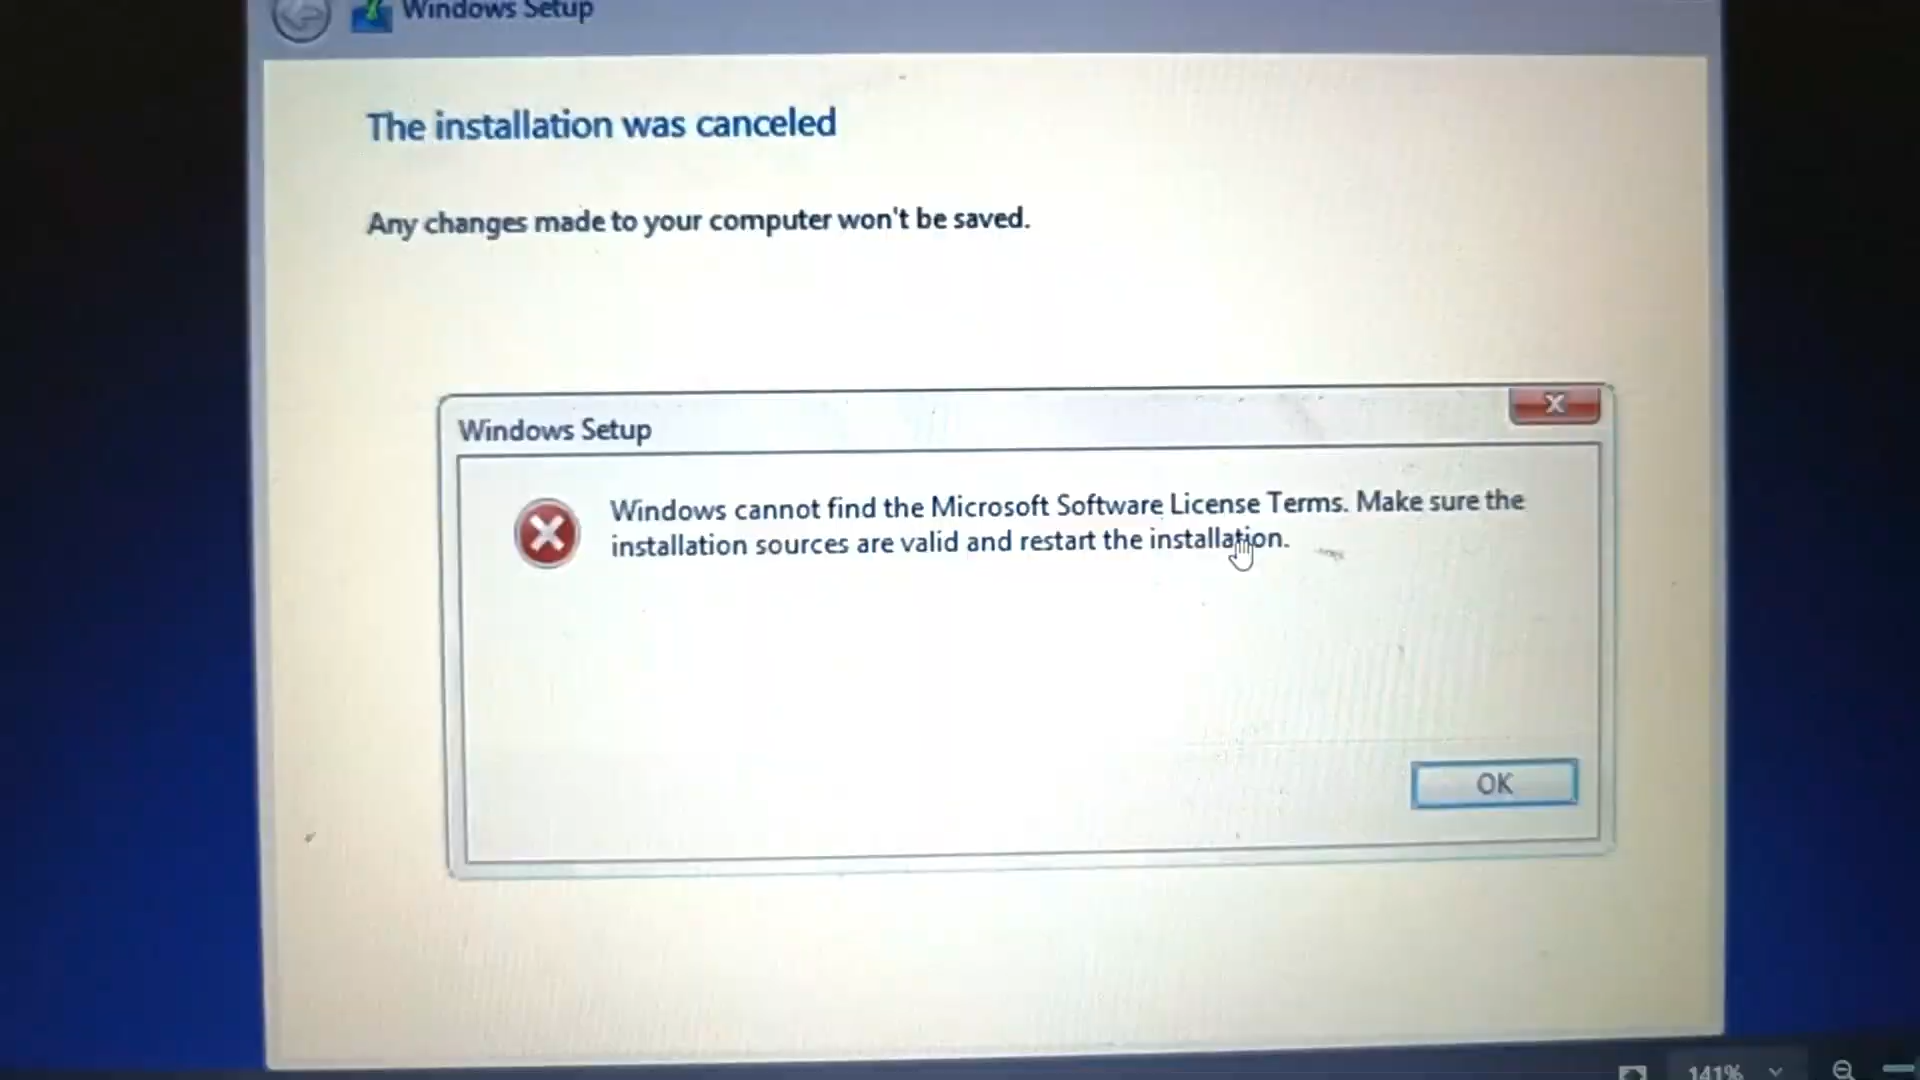 Windows Setup
The installation was canceled
Any changes made to your computer won't be saved.
Windows Setup
Windows cannot find the Microsoft Software License Terms. Make sure the
installation sources are valid and restart the installation.
OK
141%